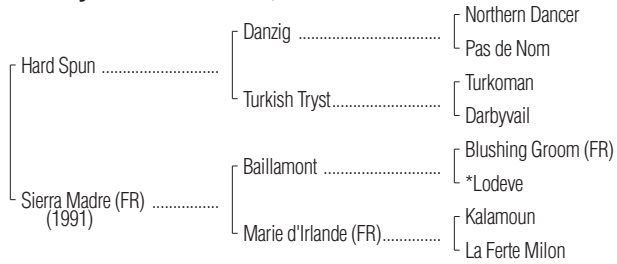 Northern Dancer
Danzig ................................
Pas de Nom
Hard Spun ...........................
Turkoman
Turkish Tryst.........................
Darbyvail
Blushing Groom (FR)
Baillamont ...........................
*Lodeve
Sierra Madre (FR) ................
(1991)
Kalamoun
Marie d'Irlande (FR)..............
La Ferte Milon